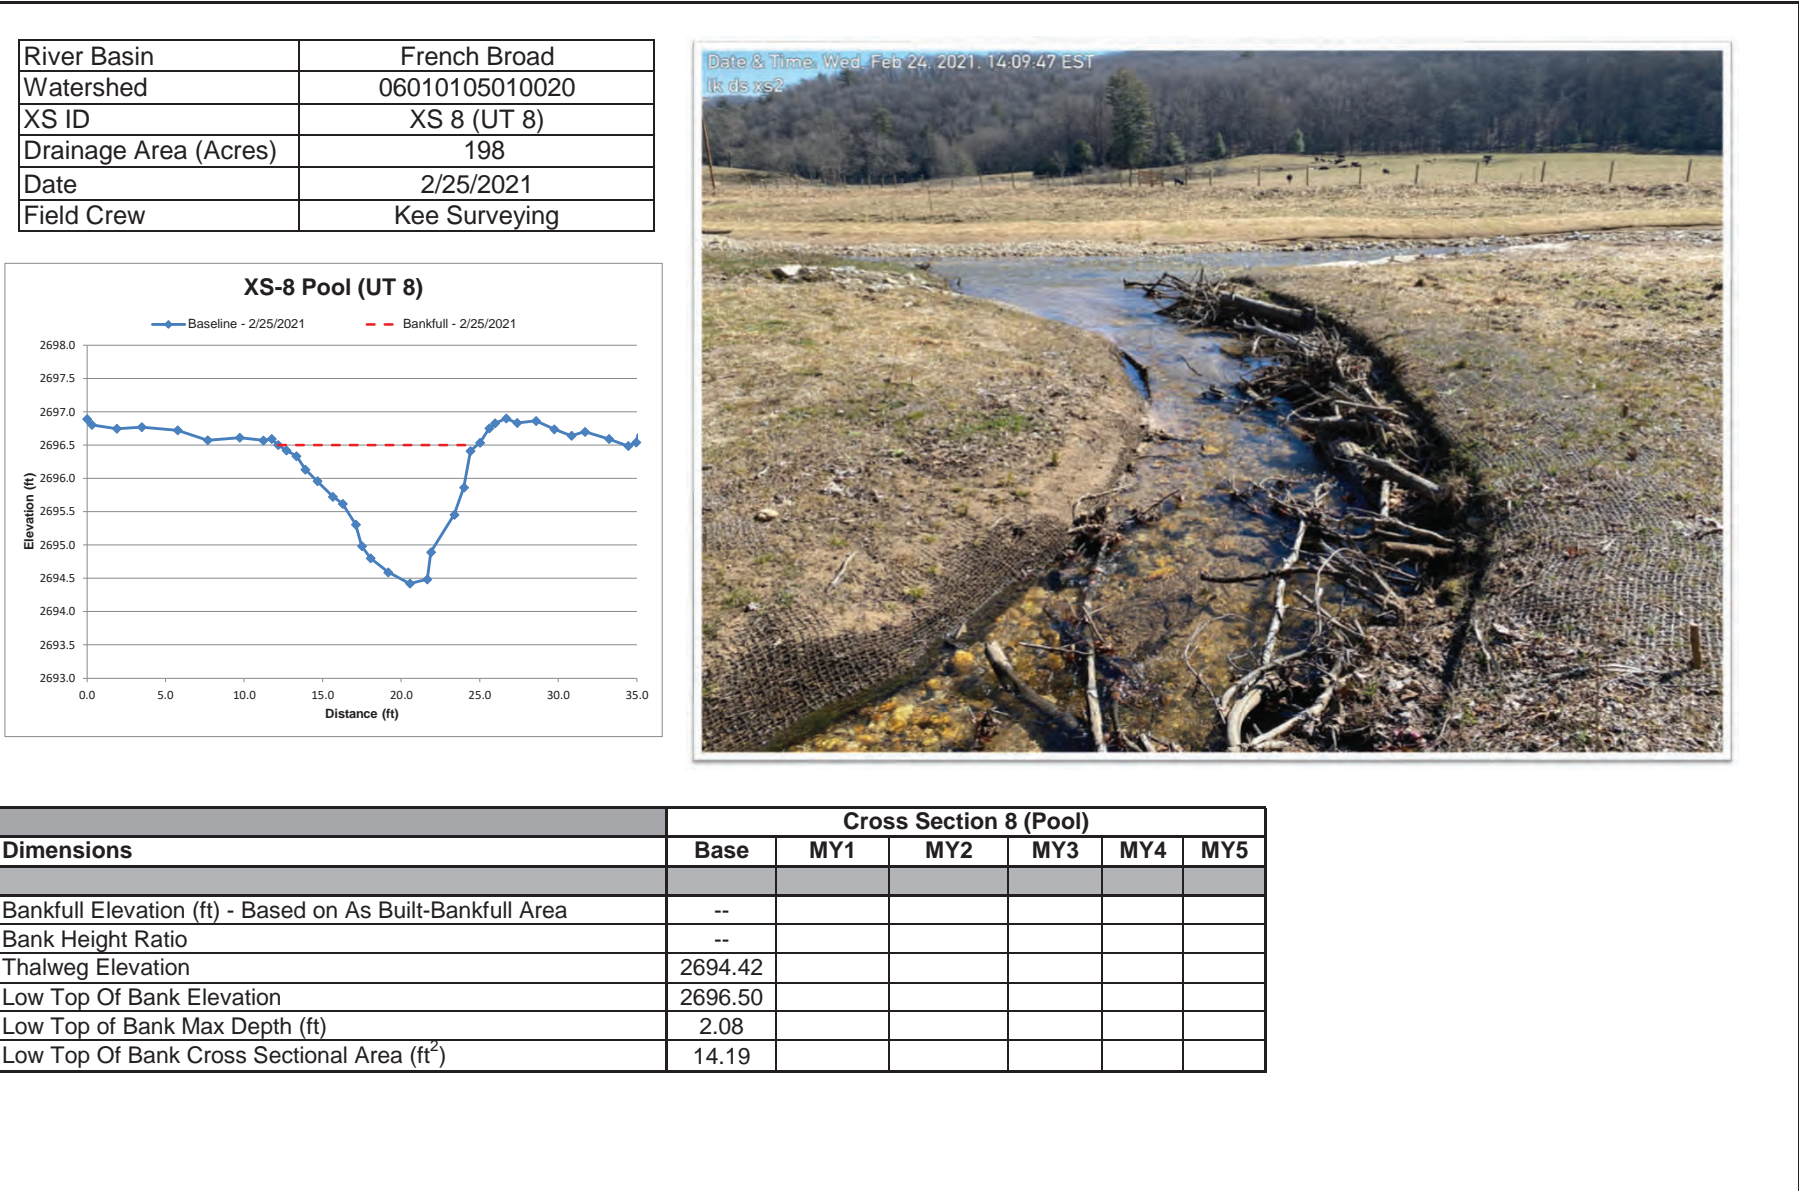 River Basin French Broad
Watershed 06010105010020
XS ID XS 8 (UT 8)
Drainage Area (Acres) 198
Date 2/25/2021
Field Crew Kee Surveying
Date & Time: Wed, Feb 24, 2021, 14:09:47 EST
lk ds xs2
XS-8 Pool (UT 8)
Baseline - 2/25/2021 Bankfull - 2/25/2021
2698.0
2697.5
2697.0
2696.5
2696.0
2695.5
2695.0
2694.5
2694.0
2693.5
2693.0
Elevation (ft)
0.0 5.0 10.0 15.0 20.0 25.0 30.0 35.0
Distance (ft)
Cross Section 8 (Pool)
Dimensions Base MY1 MY2 MY3 MY4 MY5
Bankfull Elevation (ft) - Based on As Built-Bankfull Area --
Bank Height Ratio --
Thalweg Elevation 2694.42
Low Top Of Bank Elevation 2696.50
Low Top of Bank Max Depth (ft) 2.08
Low Top Of Bank Cross Sectional Area (ft²) 14.19